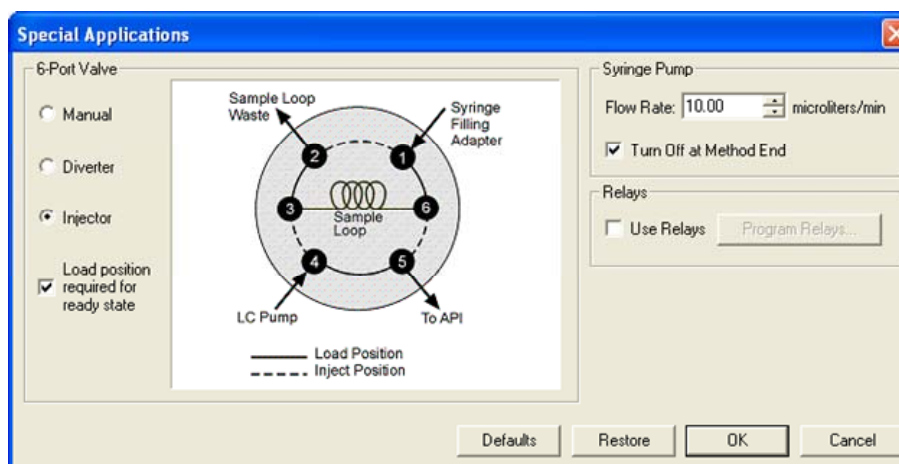 Special Applications
6-Port Valve
Manual
Diverter
Injector
Load position
required for
ready state
Sample Loop
Waste
Syringe
Filling
Adapter
2
1
3
6
Sample
Loop
4
5
LC Pump
To API
Load Position
Inject Position
Syringe Pump
Flow Rate: 10.00 microliters/min
Turn Off at Method End
Relays
Use Relays Program Relays...
Defaults Restore OK Cancel